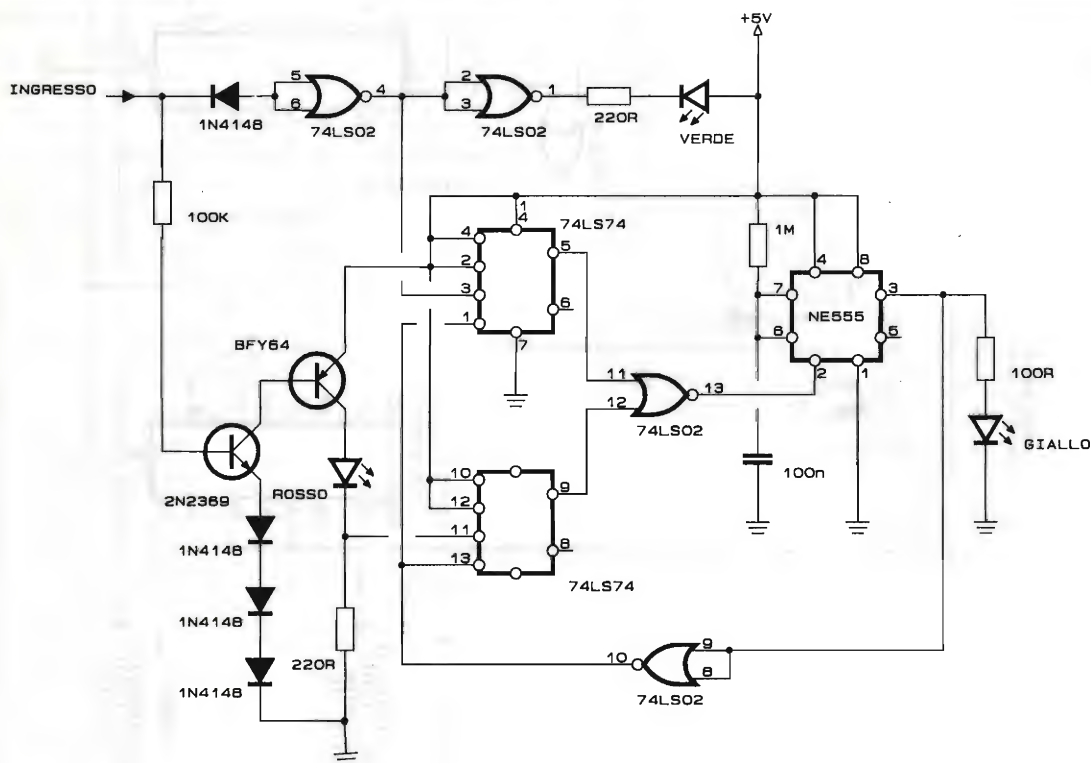 +5V
INGRESSO
5
6
4
2
3
1
1N4148
74LS02
74LS02
220R
VERDE
100K
1
4
74LS74
4
2
3
1
5
6
7
1M
4
8
7
6
3
5
2
1
NE555
BFY64
11
12
13
74LS02
100R
GIALLO
100n
2N2369
ROSSO
10
12
11
13
9
8
74LS74
1N4148
1N4148
1N4148
220R
10
9
8
74LS02